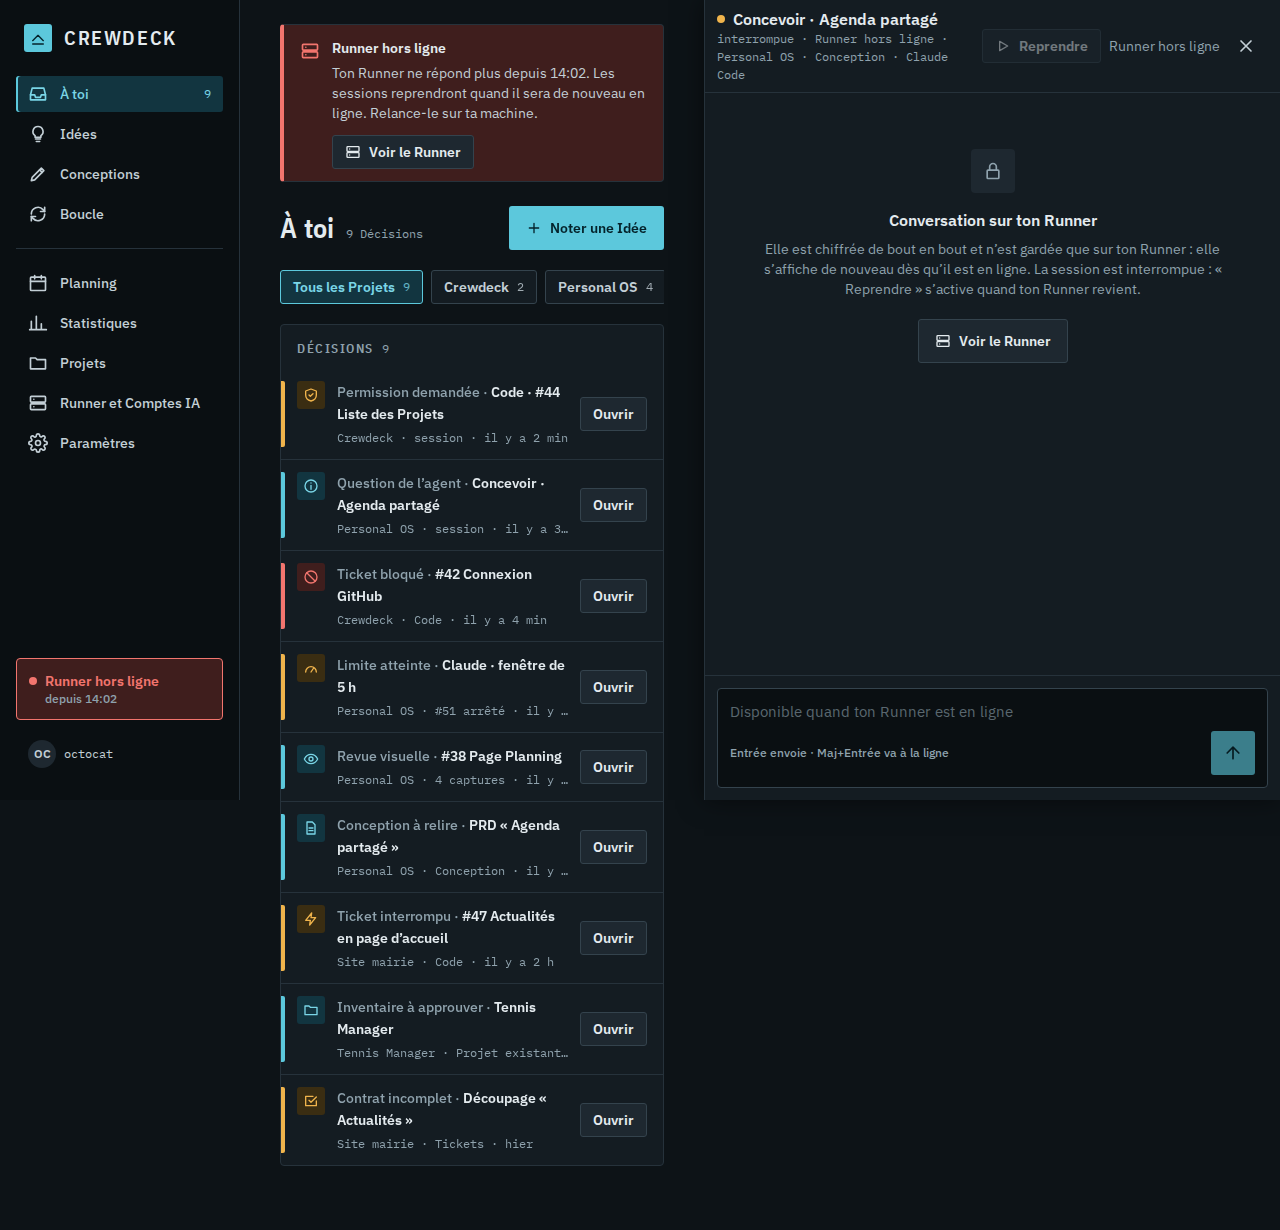 CREWDECK
À toi 9
Idées
Conceptions
Boucle
Planning
Statistiques
Projets
Runner et Comptes IA
Paramètres
Runner hors ligne
depuis 14:02
OC octocat
Runner hors ligne
Ton Runner ne répond plus depuis 14:02. Les
sessions reprendront quand il sera de nouveau en
ligne. Relance-le sur ta machine.
Voir le Runner
À toi 9 Décisions
Noter une Idée
Tous les Projets 9 Crewdeck 2 Personal OS 4
DÉCISIONS 9
Permission demandée · Code · #44
Liste des Projets
Crewdeck · session · il y a 2 min
Ouvrir
Question de l’agent · Concevoir ·
Agenda partagé
Personal OS · session · il y a 3…
Ouvrir
Ticket bloqué · #42 Connexion
GitHub
Crewdeck · Code · il y a 4 min
Ouvrir
Limite atteinte · Claude · fenêtre de
5 h
Personal OS · #51 arrêté · il y …
Ouvrir
Revue visuelle · #38 Page Planning
Personal OS · 4 captures · il y …
Ouvrir
Conception à relire · PRD « Agenda
partagé »
Personal OS · Conception · il y …
Ouvrir
Ticket interrompu · #47 Actualités
en page d’accueil
Site mairie · Code · il y a 2 h
Ouvrir
Inventaire à approuver · Tennis
Manager
Tennis Manager · Projet existant…
Ouvrir
Contrat incomplet · Découpage «
Actualités »
Site mairie · Tickets · hier
Ouvrir
Concevoir · Agenda partagé
interrompue · Runner hors ligne ·
Personal OS · Conception · Claude
Code
Reprendre Runner hors ligne
Conversation sur ton Runner
Elle est chiffrée de bout en bout et n’est gardée que sur ton Runner : elle
s’affiche de nouveau dès qu’il est en ligne. La session est interrompue : «
Reprendre » s’active quand ton Runner revient.
Voir le Runner
Disponible quand ton Runner est en ligne
Entrée envoie · Maj+Entrée va à la ligne